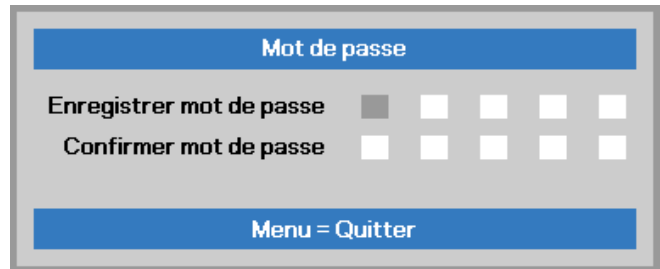 Mot de passe
Enregistrer mot de passe
Confirmer mot de passe
Menu = Quitter